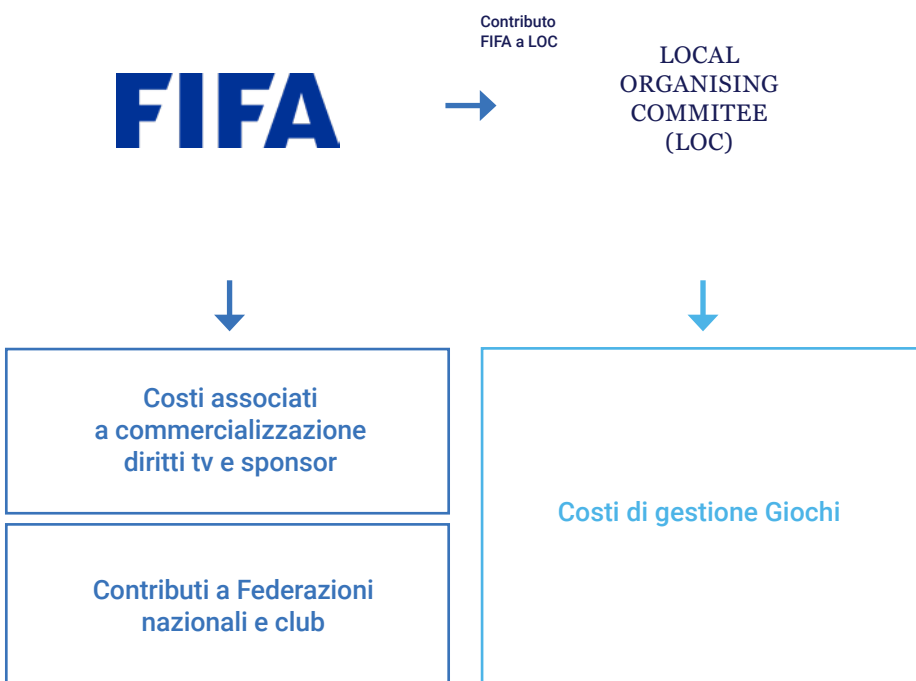 Contributo
FIFA a LOC
FIFA
LOCAL
ORGANISING
COMMITEE
(LOC)
Costi associati
a commercializzazione
diritti tv e sponsor
Costi di gestione Giochi
Contributi a Federazioni
nazionali e club